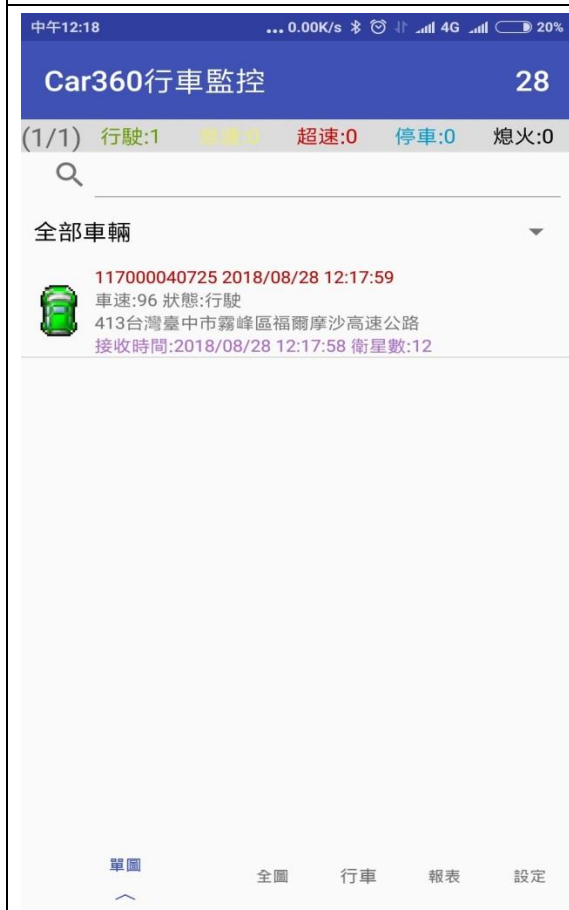 中午12:18 ... 0.00K/s 4G 20%
Car360行車監控 28
(1/1) 行駛:1 怠速:0 超速:0 停車:0 熄火:0
全部車輛
117000040725 2018/08/28 12:17:59
車速:96 狀態:行駛
413台灣臺中市霧峰區福爾摩沙高速公路
接收時間:2018/08/28 12:17:58 衛星數:12
單圖 全圖 行車 報表 設定